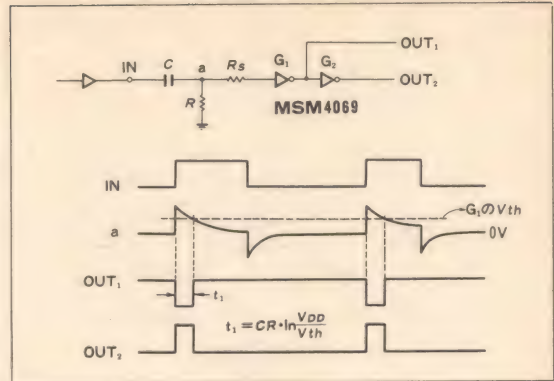 OUT₁
IN C a Rs G₁ G₂ OUT₂
R
MSM4069
IN
G₁のVth
a 0V
OUT₁
t₁
t₁=CR·ln VDD/Vth
OUT₂